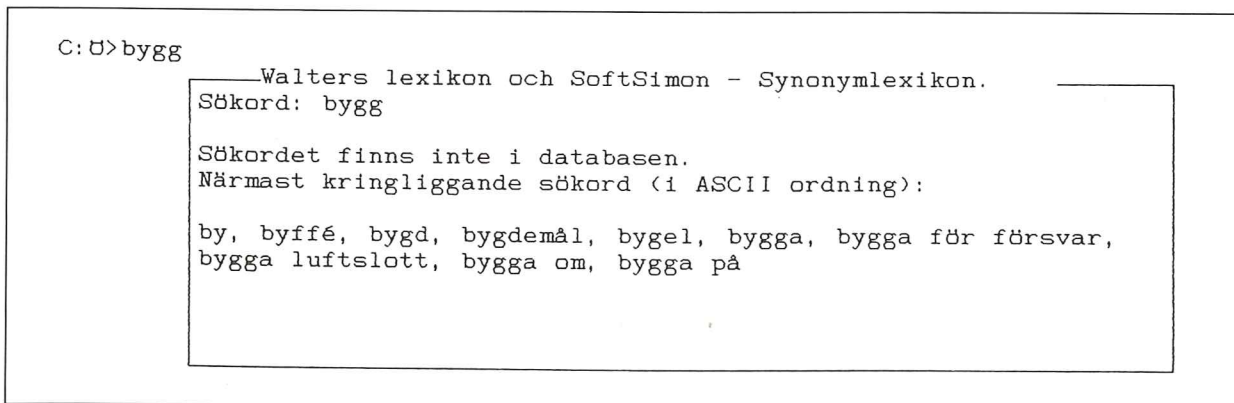 C:Ö>bygg
Walters lexikon och SoftSimon - Synonymlexikon.
Sökord: bygg
Sökordet finns inte i databasen.
Närmast kringliggande sökord (i ASCII ordning):
by, byffé, bygd, bygdemål, bygel, bygga, bygga för försvar,
bygga luftslott, bygga om, bygga på